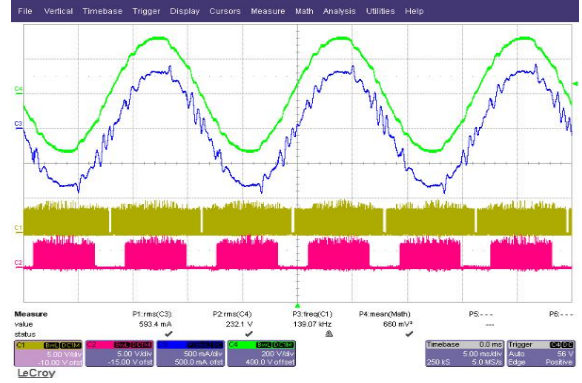 File Vertical Timebase Trigger Display Cursors Measure Math Analysis Utilities Help
C4
C3
C1
C2
Measure P1:rms(C3) P2:rms(C4) P3:freq(C1) P4:mean(Math) P5:--- P6:---
value 593.4 mA 232.1 V 139.07 kHz 660 mV² ---
status
C1 C2 C4 Timebase 0.0 ms Trigger
5.00 V/div 5.00 V/div 500 mA/div 200 V/div 5.00 ms/div Auto 56 V
-10.00 V ofst -15.00 V ofst 500.0 mA ofst 400.0 V offset 250 kS 5.0 MS/s Edge Positive
LeCroy